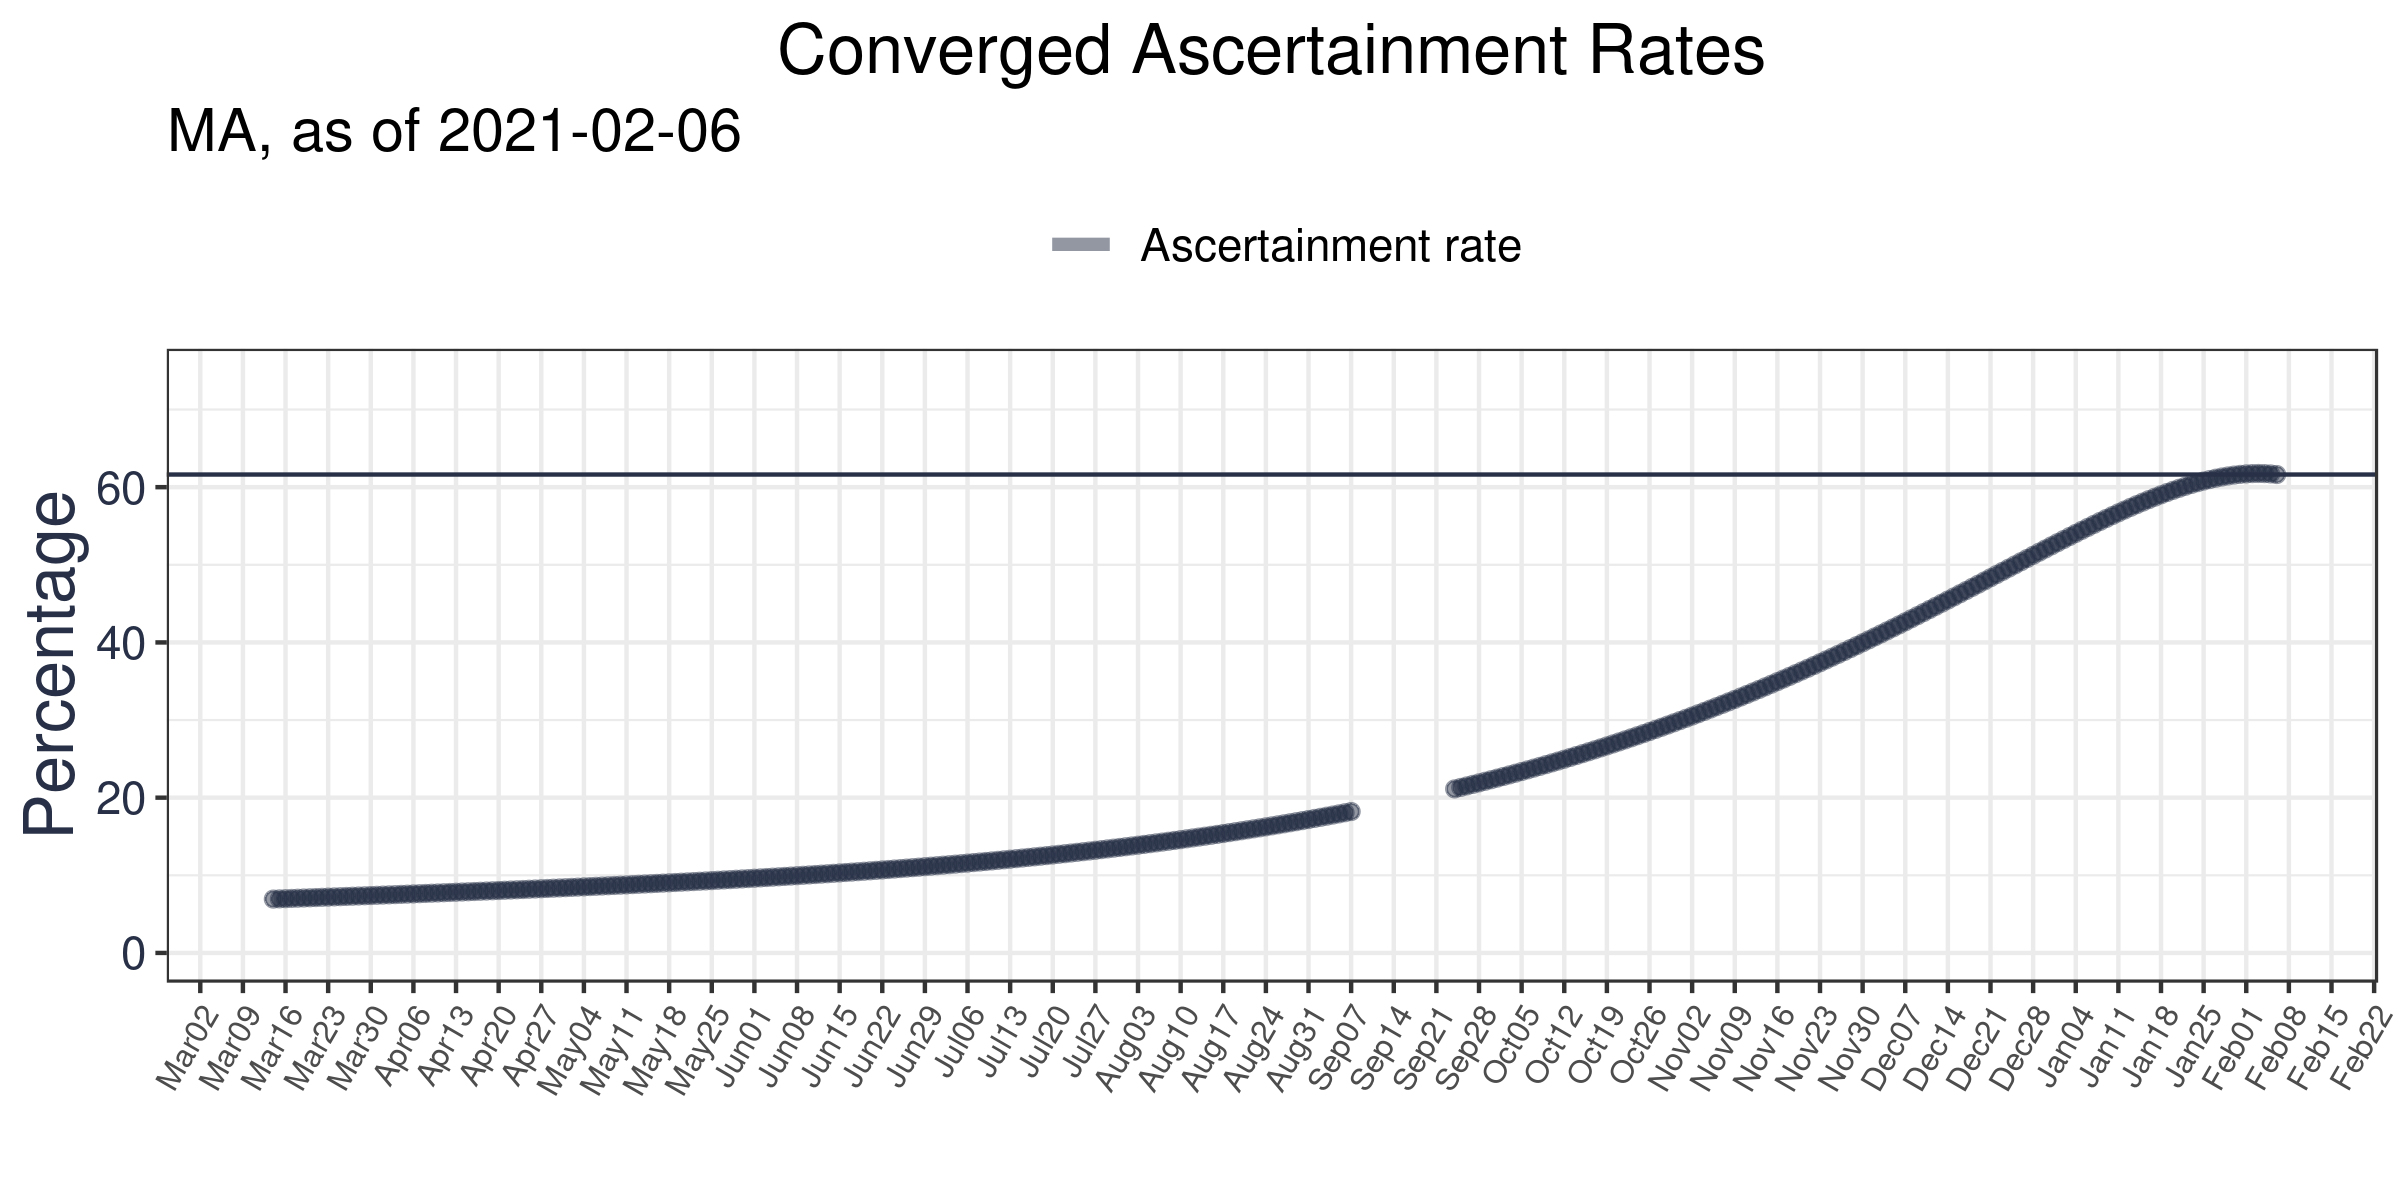 Converged Ascertainment Rates
MA, as of 2021-02-06
Ascertainment rate
Percentage
60
40
20
0
Mar02
Mar09
Mar16
Mar23
Mar30
Apr06
Apr13
Apr20
Apr27
May04
May11
May18
May25
Jun01
Jun08
Jun15
Jun22
Jun29
Jul06
Jul13
Jul20
Jul27
Aug03
Aug10
Aug17
Aug24
Aug31
Sep07
Sep14
Sep21
Sep28
Oct05
Oct12
Oct19
Oct26
Nov02
Nov09
Nov16
Nov23
Nov30
Dec07
Dec14
Dec21
Dec28
Jan04
Jan11
Jan18
Jan25
Feb01
Feb08
Feb15
Feb22